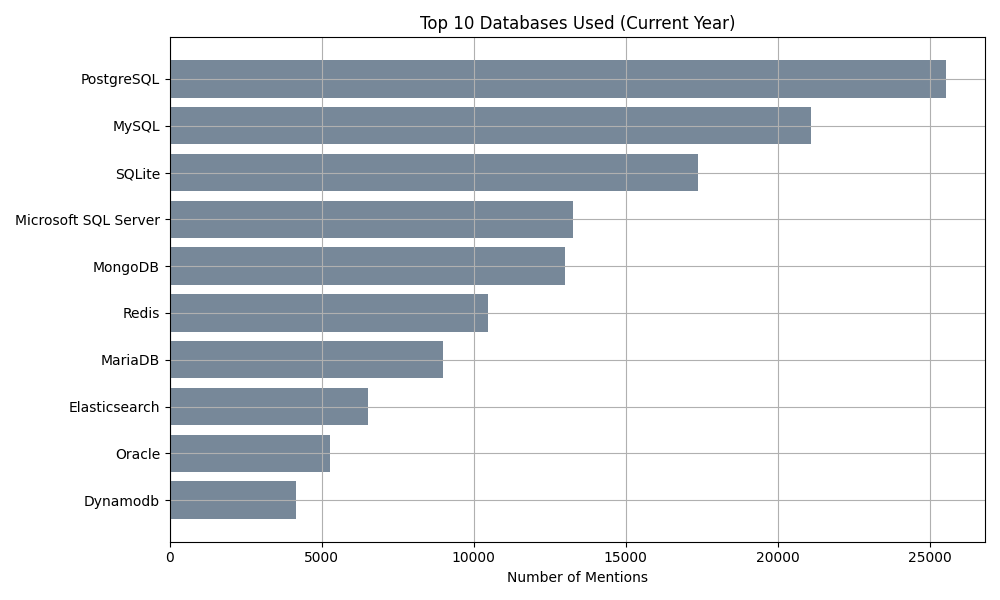 Top 10 Databases Used (Current Year)
PostgreSQL
MySQL
SQLite
Microsoft SQL Server
MongoDB
Redis
MariaDB
Elasticsearch
Oracle
Dynamodb
0 5000 10000 15000 20000 25000
Number of Mentions